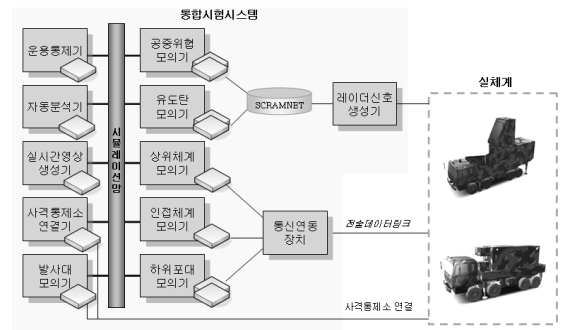 통합시험시스템
운용통제기
공중위협
모의기
실체계
자동분석기
유도탄
모의기
SCRAMNET
레이더신호
생성기
시뮬레이션망
실시간영상
생성기
상위체계
모의기
사격통제소
연결기
인접체계
모의기
통신연동
장치
전술데이터링크
발사대
모의기
하위포대
모의기
사격통제소 연결